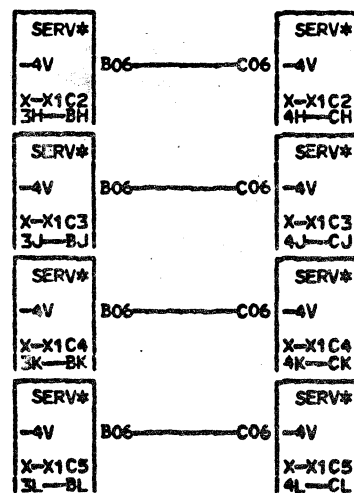 SERV* SERV*
-4V B06 C06 -4V
X-X1C2 X-X1C2
3H-BH 4H-CH
SERV* SERV*
-4V B06 C06 -4V
X-X1C3 X-X1C3
3J-BJ 4J-CJ
SERV* SERV*
-4V B06 C06 -4V
X-X1C4 X-X1C4
3K-BK 4K-CK
SERV* SERV*
-4V B06 C06 -4V
X-X1C5 X-X1C5
3L-BL 4L-CL